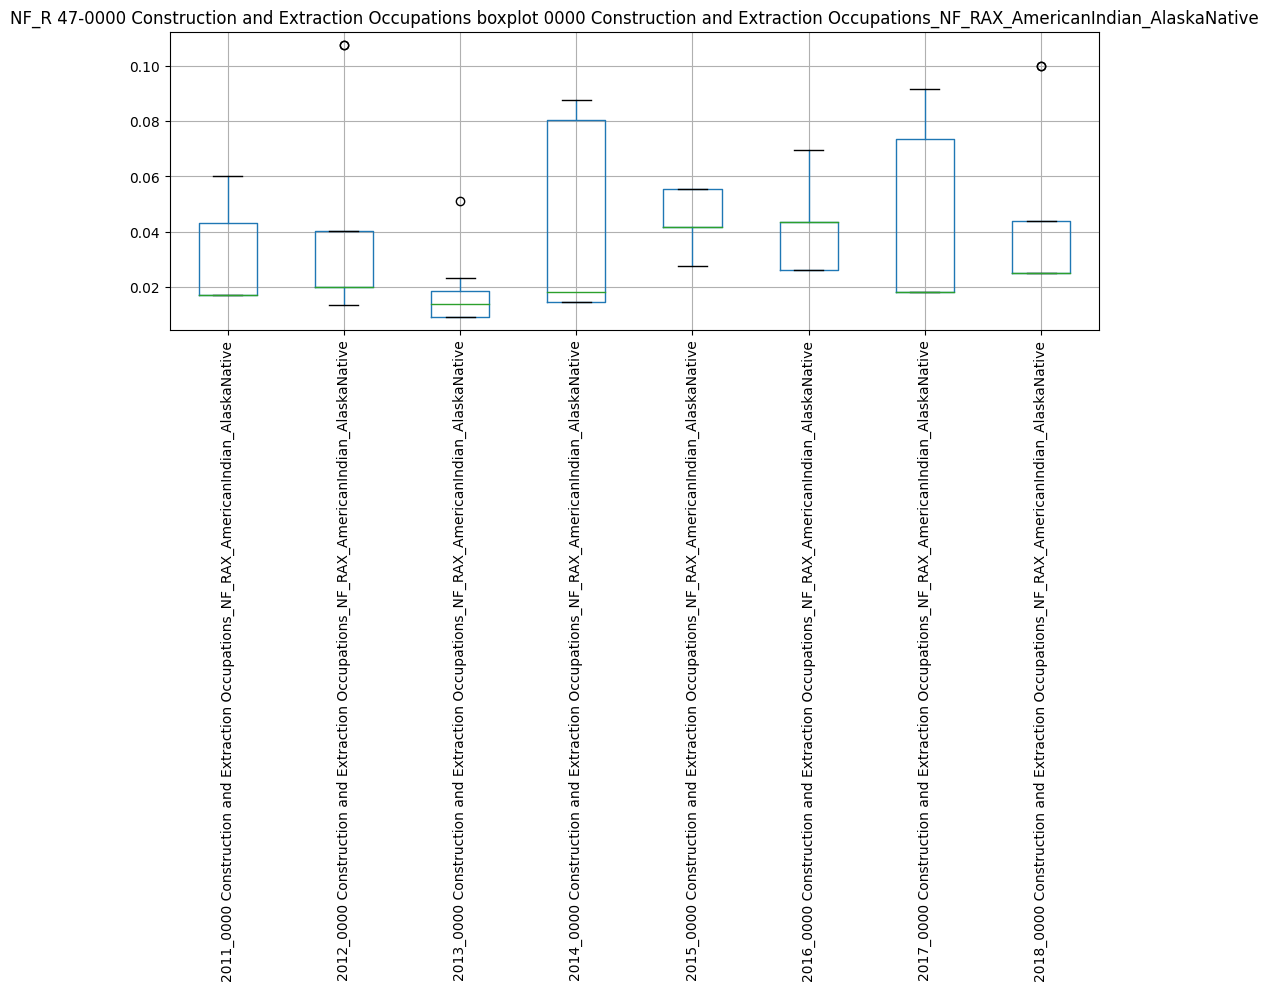 NF_R 47-0000 Construction and Extraction Occupations boxplot 0000 Construction and Extraction Occupations_NF_RAX_AmericanIndian_AlaskaNative
0.10
0.08
0.06
0.04
0.02
2011_0000 Construction and Extraction Occupations_NF_RAX_AmericanIndian_AlaskaNative
2012_0000 Construction and Extraction Occupations_NF_RAX_AmericanIndian_AlaskaNative
2013_0000 Construction and Extraction Occupations_NF_RAX_AmericanIndian_AlaskaNative
2014_0000 Construction and Extraction Occupations_NF_RAX_AmericanIndian_AlaskaNative
2015_0000 Construction and Extraction Occupations_NF_RAX_AmericanIndian_AlaskaNative
2016_0000 Construction and Extraction Occupations_NF_RAX_AmericanIndian_AlaskaNative
2017_0000 Construction and Extraction Occupations_NF_RAX_AmericanIndian_AlaskaNative
2018_0000 Construction and Extraction Occupations_NF_RAX_AmericanIndian_AlaskaNative